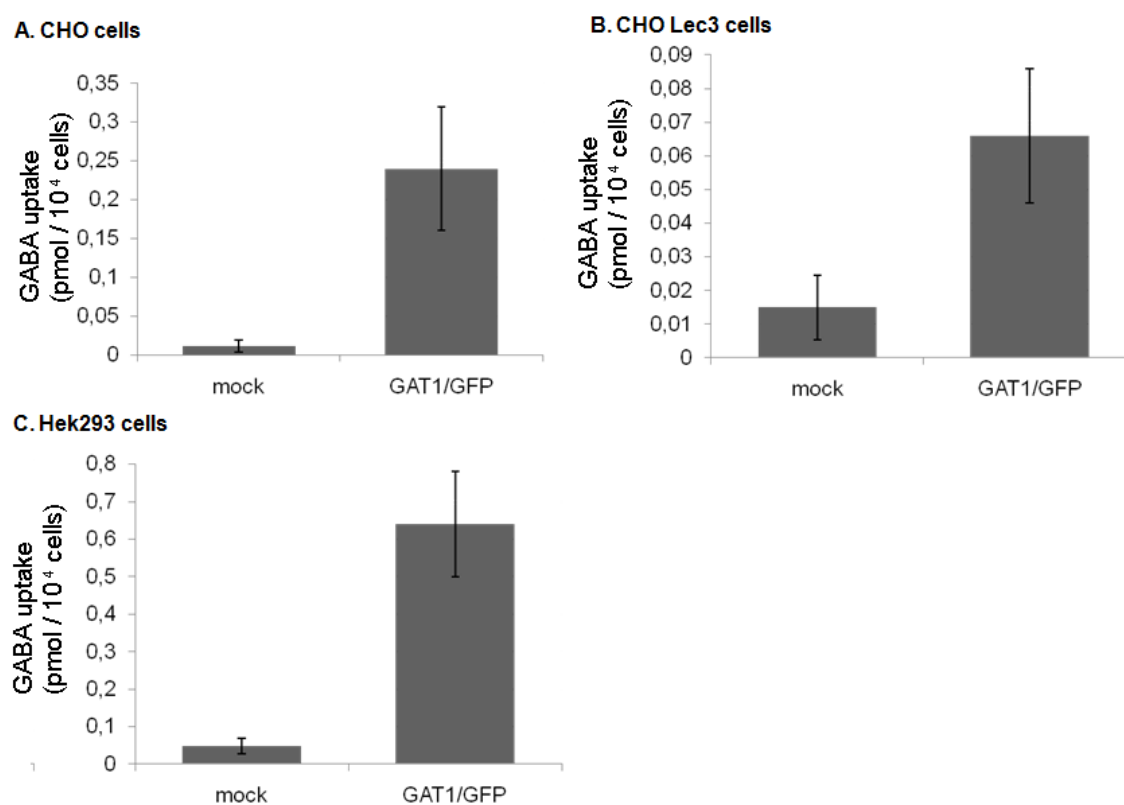 A. CHO cells
GABA uptake
(pmol / 10⁴ cells)
0,35
0,3
0,25
0,2
0,15
0,1
0,05
0
mock
GAT1/GFP
B. CHO Lec3 cells
GABA uptake
(pmol / 10⁴ cells)
0,09
0,08
0,07
0,06
0,05
0,04
0,03
0,02
0,01
0
mock
GAT1/GFP
C. Hek293 cells
GABA uptake
(pmol / 10⁴ cells)
0,8
0,7
0,6
0,5
0,4
0,3
0,2
0,1
0
mock
GAT1/GFP